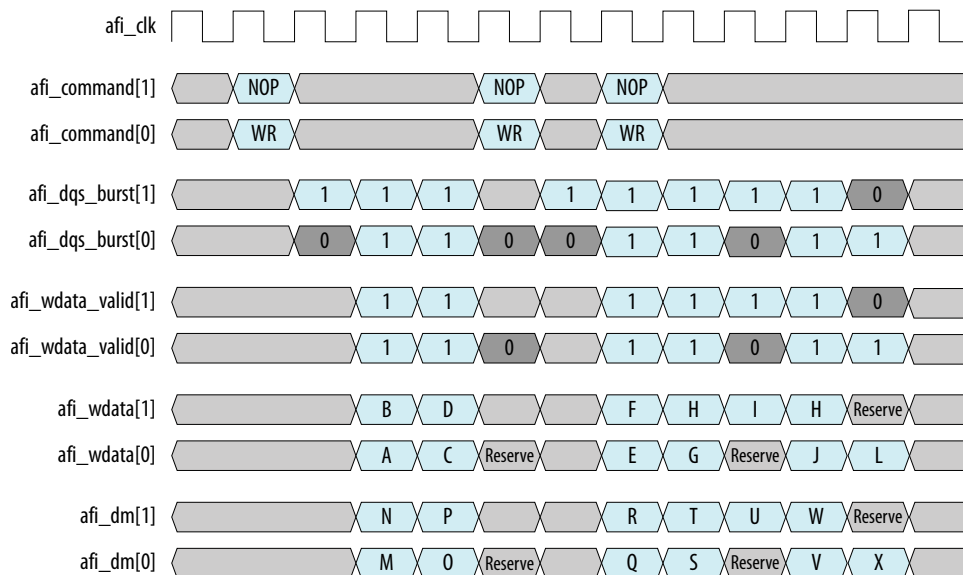 afi_clk
afi_command[1] NOP NOP NOP
afi_command[0] WR WR WR
afi_dqs_burst[1] 1 1 1 1 1 1 1 1 0
afi_dqs_burst[0] 0 1 1 0 0 1 1 0 1 1
afi_wdata_valid[1] 1 1 1 1 1 1 0
afi_wdata_valid[0] 1 1 0 1 1 0 1 1
afi_wdata[1] B D F H I H Reserve
afi_wdata[0] A C Reserve E G Reserve J L
afi_dm[1] N P R T U W Reserve
afi_dm[0] M O Reserve Q S Reserve V X